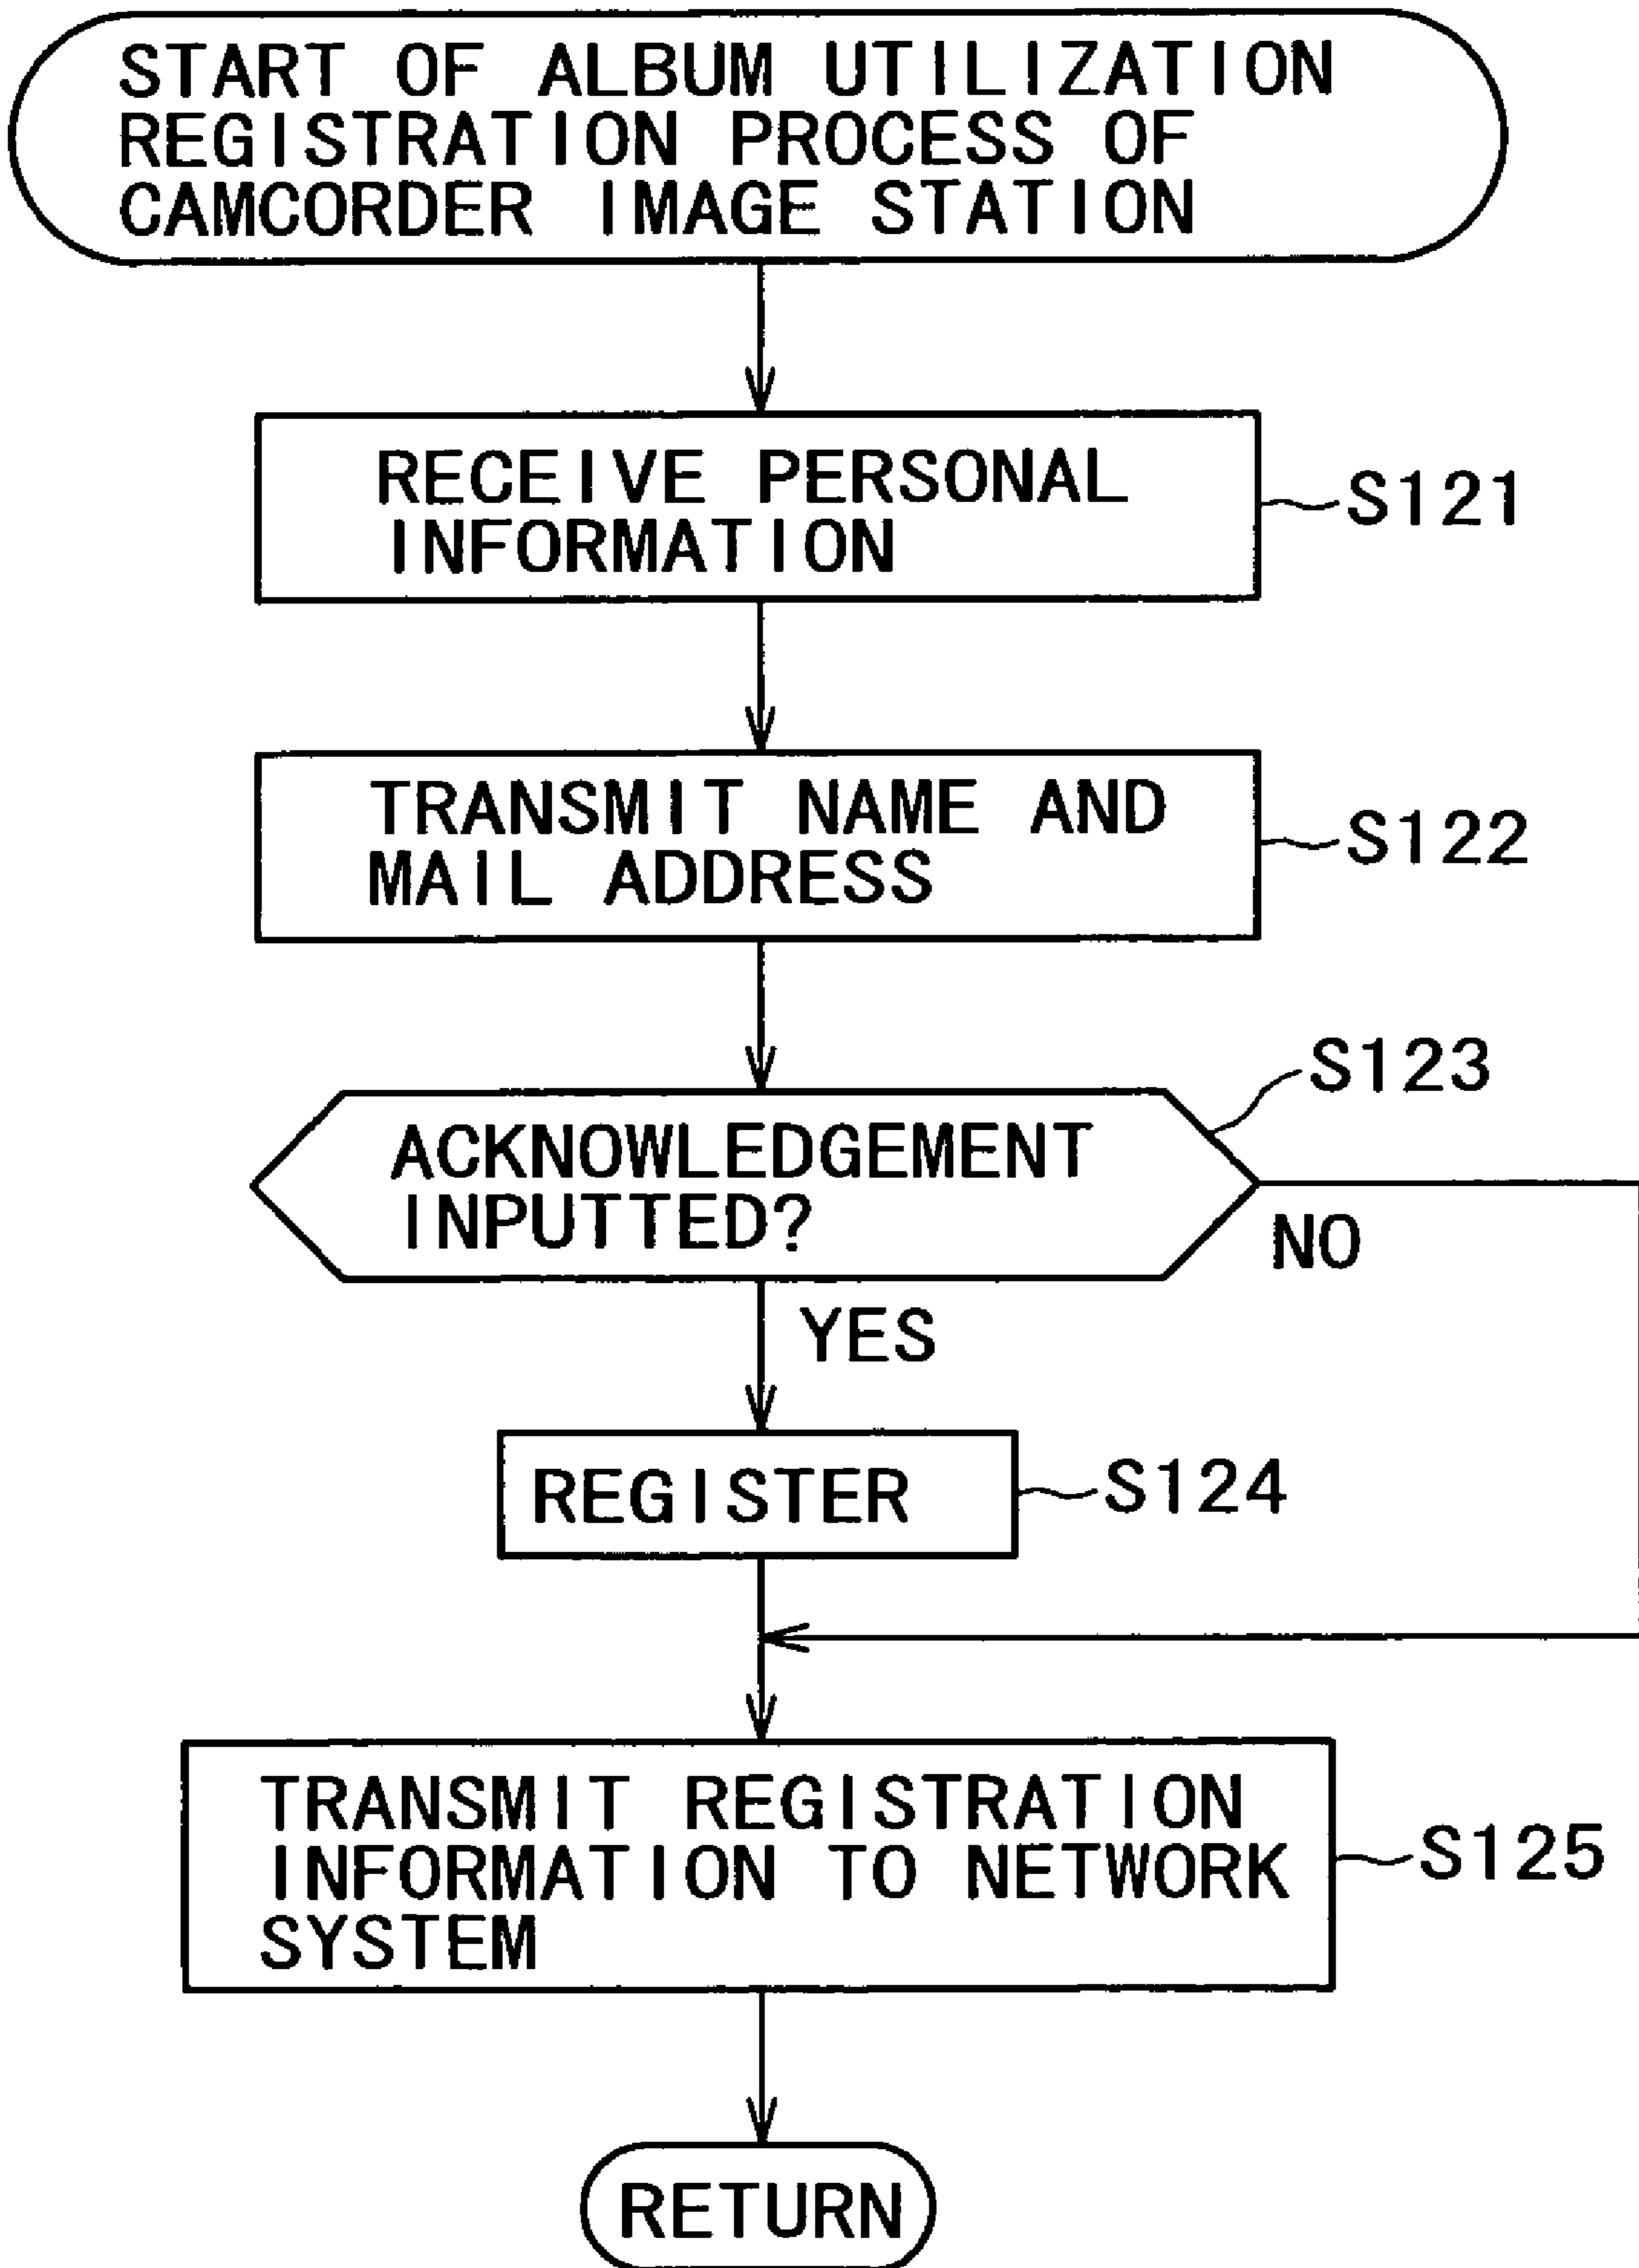 START OF ALBUM UTILIZATION
REGISTRATION PROCESS OF
CAMCORDER IMAGE STATION
RECEIVE PERSONAL
INFORMATION
S121
TRANSMIT NAME AND
MAIL ADDRESS
S122
S123
ACKNOWLEDGEMENT
INPUTTED?
NO
YES
REGISTER
S124
TRANSMIT REGISTRATION
INFORMATION TO NETWORK
SYSTEM
S125
RETURN